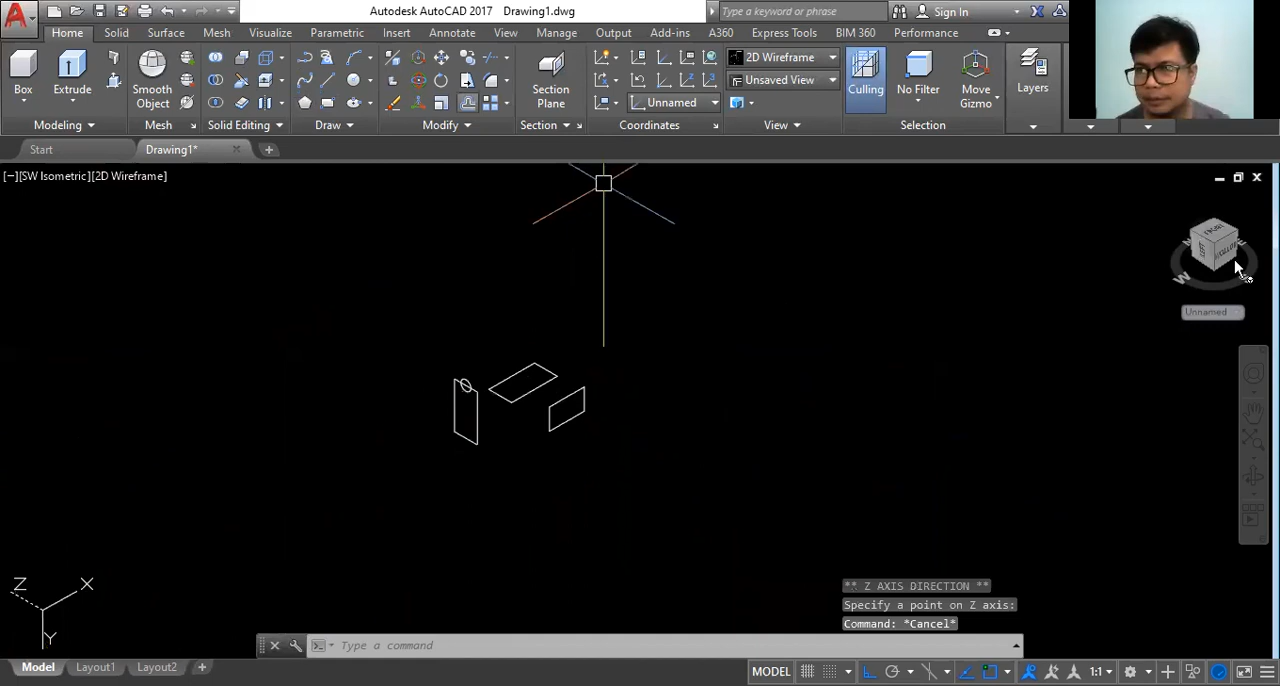 Autodesk AutoCAD 2017 Drawing1.dwg
Type a keyword or phrase
Sign In
Home Solid Surface Mesh Visualize Parametric Insert Annotate View Manage Output Add-ins A360 Express Tools BIM 360 Performance
Box
Extrude
Smooth
Object
Section
Plane
2D Wireframe
Unsaved View
Unnamed
Culling
No Filter
Move
Gizmo
Layers
Modeling
Mesh
Solid Editing
Draw
Modify
Section
Coordinates
View
Selection
Start
Drawing1*
[−][SW Isometric][2D Wireframe]
W
Unnamed
Z
X
Y
** Z AXIS DIRECTION **
Specify a point on Z axis:
Command: *Cancel*
Type a command
Model Layout1 Layout2
MODEL
1:1